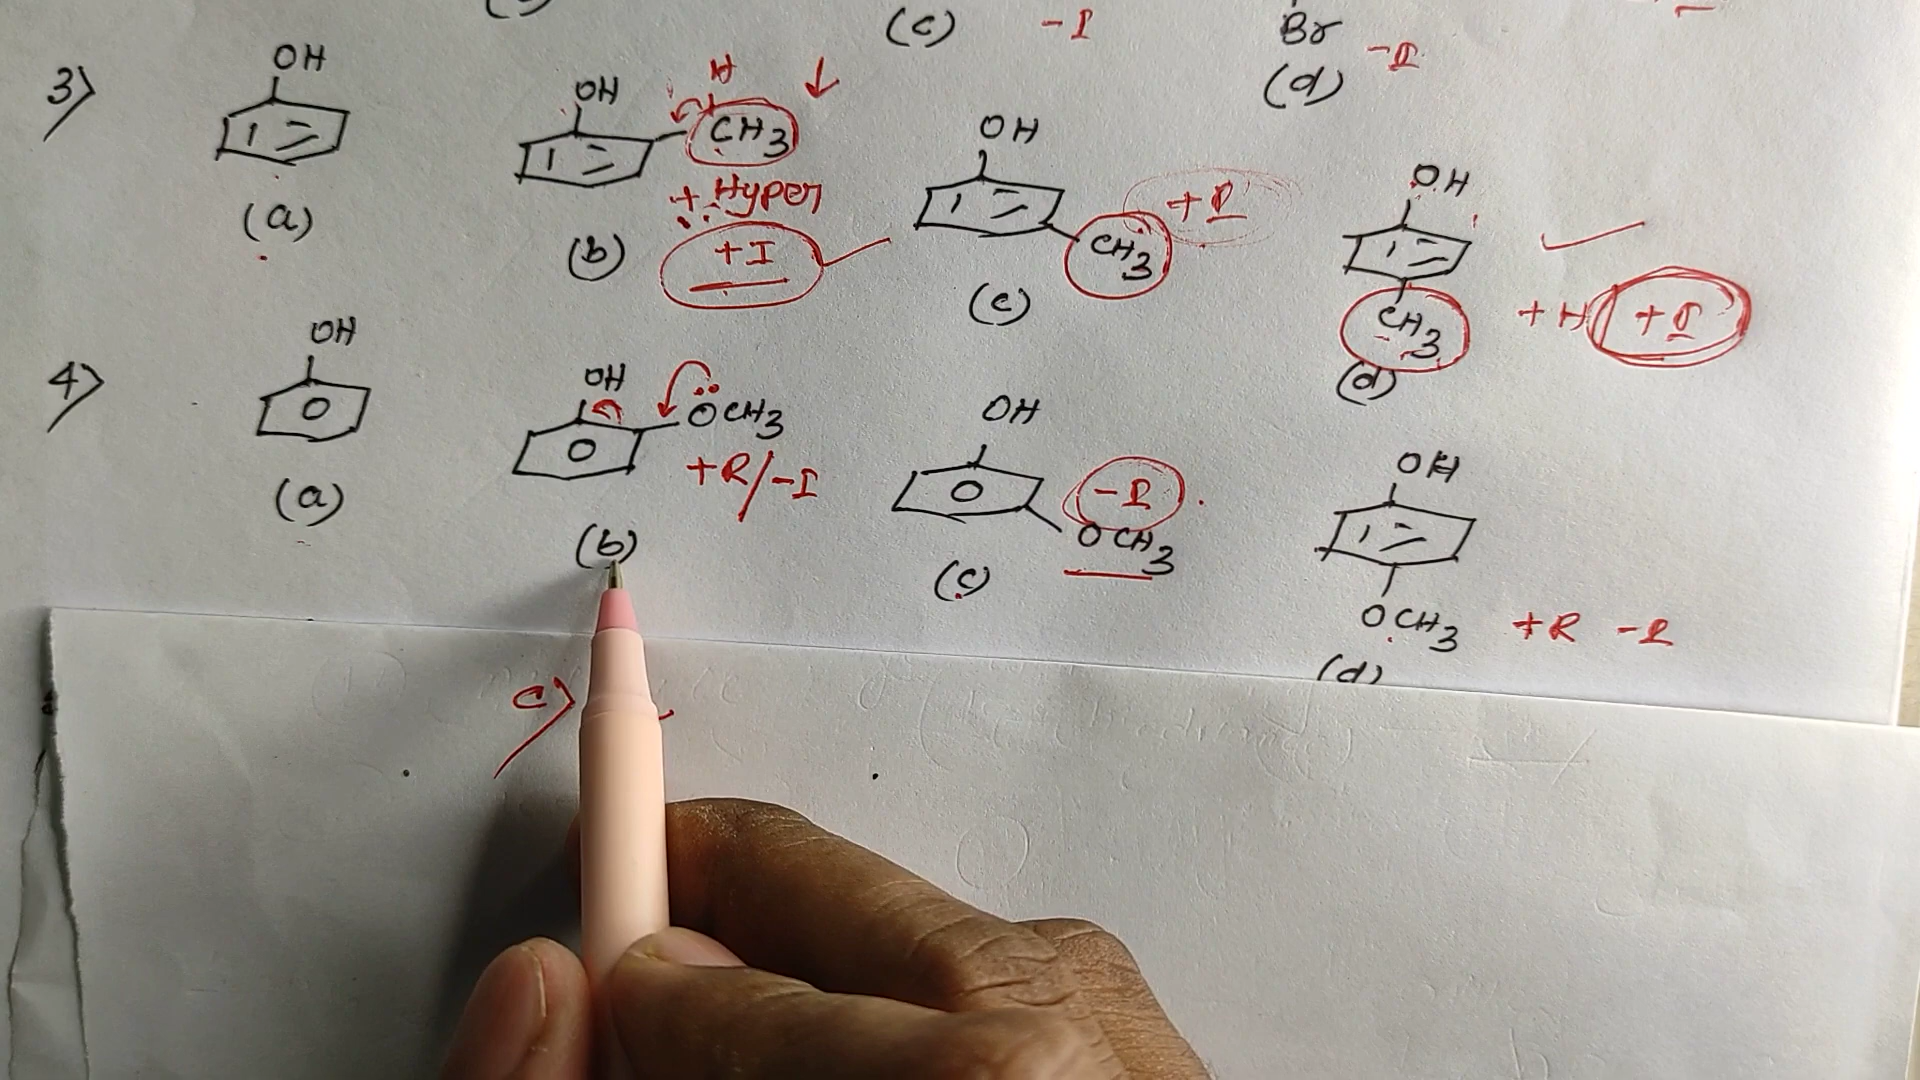 (c) -I
Br -I
(d)
3)
OH
(a)
OH
H
CH3
+ Hyper
+I
(b)
OH
+I
CH3
(c)
OH
CH3
+H +I
(d)
4)
OH
(a)
OH
OCH3
+R/-I
(b)
OH
-I
OCH3
(c)
OH
OCH3
+R -I
(d)
c)